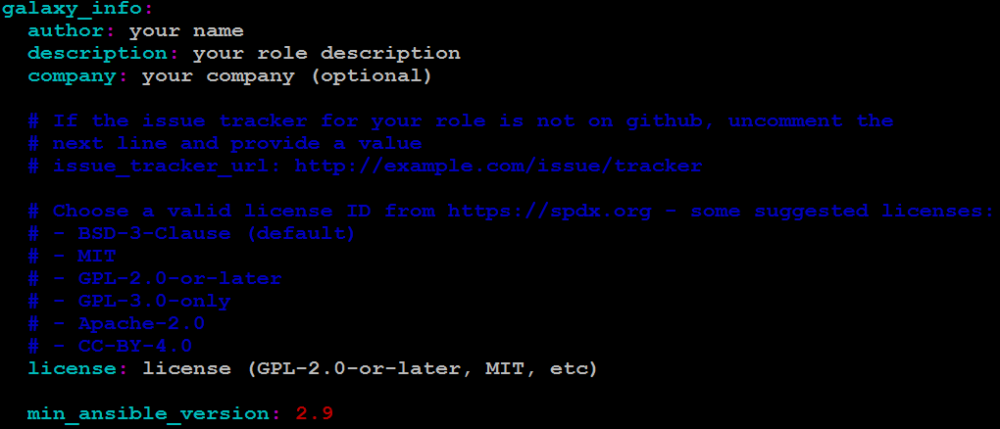 galaxy_info:
  author: your name
  description: your role description
  company: your company (optional)

  # If the issue tracker for your role is not on github, uncomment the
  # next line and provide a value
  # issue_tracker_url: http://example.com/issue/tracker

  # Choose a valid license ID from https://spdx.org - some suggested licenses:
  # - BSD-3-Clause (default)
  # - MIT
  # - GPL-2.0-or-later
  # - GPL-3.0-only
  # - Apache-2.0
  # - CC-BY-4.0
  license: license (GPL-2.0-or-later, MIT, etc)

  min_ansible_version: 2.9